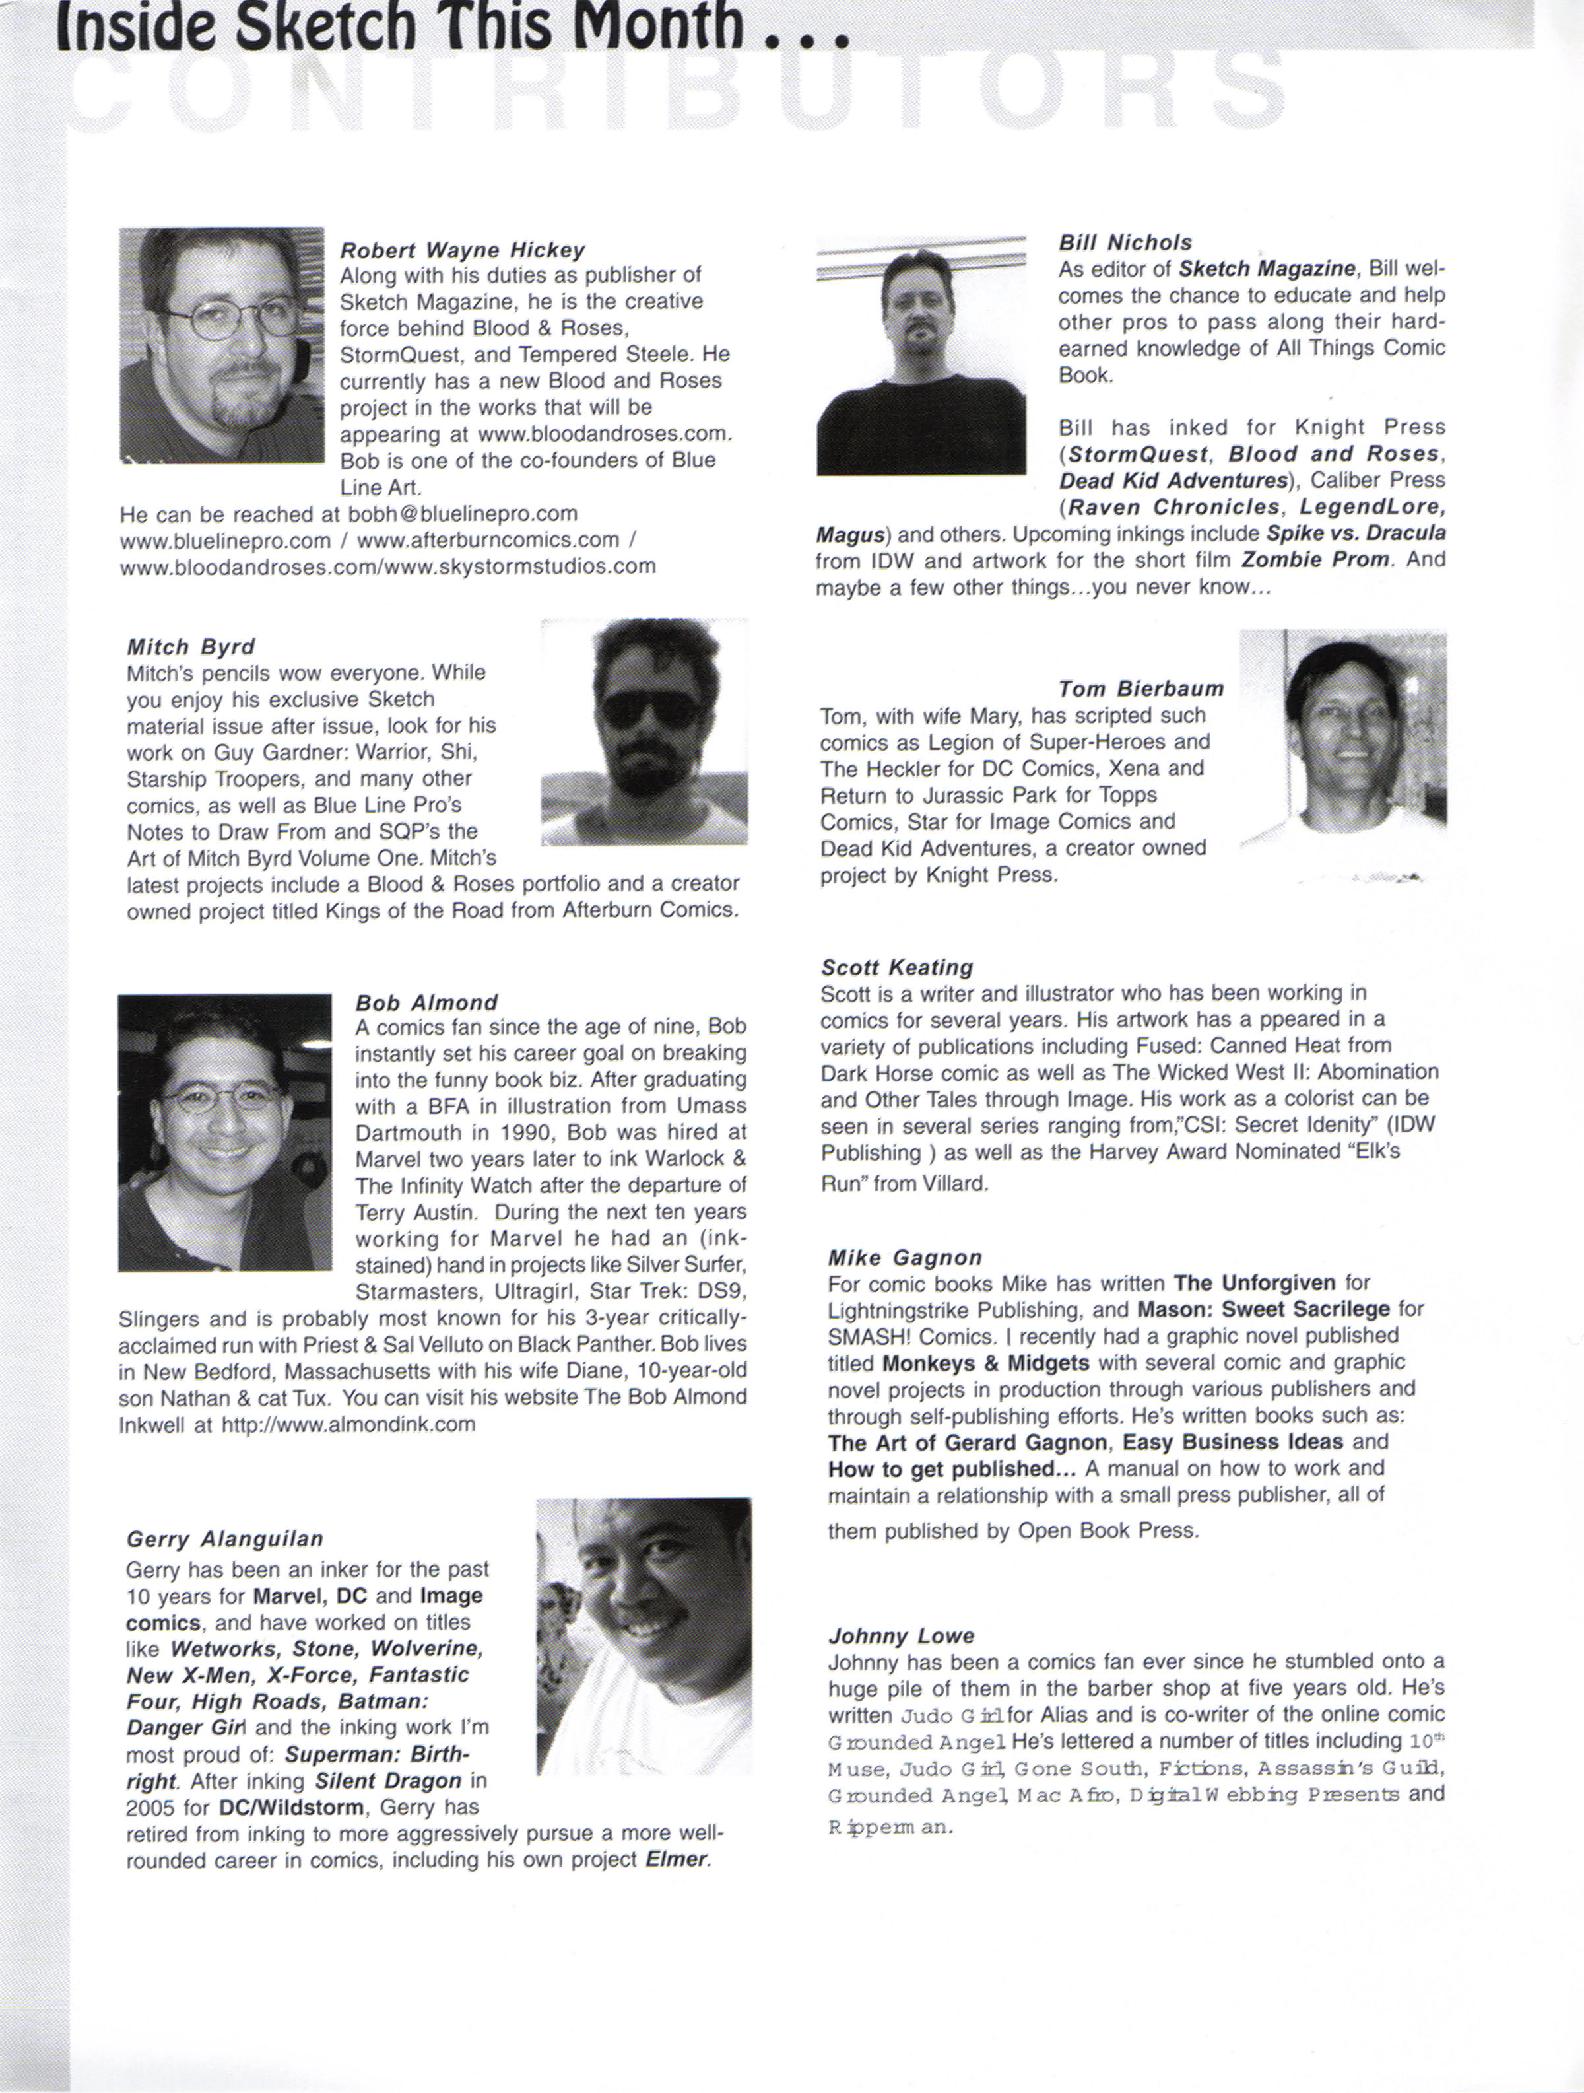 Inside Sketch This Month . . .
CONTRIBUTORS
Robert Wayne Hickey
Along with his duties as publisher of
Sketch Magazine, he is the creative
force behind Blood & Roses,
StormQuest, and Tempered Steele. He
currently has a new Blood and Roses
project in the works that will be
appearing at www.bloodandroses.com.
Bob is one of the co-founders of Blue
Line Art.
He can be reached at bobh@bluelinepro.com
www.bluelinepro.com / www.afterburncomics.com /
www.bloodandroses.com/www.skystormstudios.com
Mitch Byrd
Mitch's pencils wow everyone. While
you enjoy his exclusive Sketch
material issue after issue, look for his
work on Guy Gardner: Warrior, Shi,
Starship Troopers, and many other
comics, as well as Blue Line Pro's
Notes to Draw From and SQP's the
Art of Mitch Byrd Volume One. Mitch's
latest projects include a Blood & Roses portfolio and a creator
owned project titled Kings of the Road from Afterburn Comics.
Bob Almond
A comics fan since the age of nine, Bob
instantly set his career goal on breaking
into the funny book biz. After graduating
with a BFA in illustration from Umass
Dartmouth in 1990, Bob was hired at
Marvel two years later to ink Warlock &
The Infinity Watch after the departure of
Terry Austin. During the next ten years
working for Marvel he had an (ink-
stained) hand in projects like Silver Surfer,
Starmasters, Ultragirl, Star Trek: DS9,
Slingers and is probably most known for his 3-year critically-
acclaimed run with Priest & Sal Velluto on Black Panther. Bob lives
in New Bedford, Massachusetts with his wife Diane, 10-year-old
son Nathan & cat Tux. You can visit his website The Bob Almond
Inkwell at http://www.almondink.com
Gerry Alanguilan
Gerry has been an inker for the past
10 years for Marvel, DC and Image
comics, and have worked on titles
like Wetworks, Stone, Wolverine,
New X-Men, X-Force, Fantastic
Four, High Roads, Batman:
Danger Girl and the inking work I'm
most proud of: Superman: Birth-
right. After inking Silent Dragon in
2005 for DC/Wildstorm, Gerry has
retired from inking to more aggressively pursue a more well-
rounded career in comics, including his own project Elmer.
Bill Nichols
As editor of Sketch Magazine, Bill wel-
comes the chance to educate and help
other pros to pass along their hard-
earned knowledge of All Things Comic
Book.
Bill has inked for Knight Press
(StormQuest, Blood and Roses,
Dead Kid Adventures), Caliber Press
(Raven Chronicles, LegendLore,
Magus) and others. Upcoming inkings include Spike vs. Dracula
from IDW and artwork for the short film Zombie Prom. And
maybe a few other things...you never know...
Tom Bierbaum
Tom, with wife Mary, has scripted such
comics as Legion of Super-Heroes and
The Heckler for DC Comics, Xena and
Return to Jurassic Park for Topps
Comics, Star for Image Comics and
Dead Kid Adventures, a creator owned
project by Knight Press.
Scott Keating
Scott is a writer and illustrator who has been working in
comics for several years. His artwork has a ppeared in a
variety of publications including Fused: Canned Heat from
Dark Horse comic as well as The Wicked West II: Abomination
and Other Tales through Image. His work as a colorist can be
seen in several series ranging from,"CSI: Secret Idenity" (IDW
Publishing ) as well as the Harvey Award Nominated "Elk's
Run" from Villard.
Mike Gagnon
For comic books Mike has written The Unforgiven for
Lightningstrike Publishing, and Mason: Sweet Sacrilege for
SMASH! Comics. I recently had a graphic novel published
titled Monkeys & Midgets with several comic and graphic
novel projects in production through various publishers and
through self-publishing efforts. He's written books such as:
The Art of Gerard Gagnon, Easy Business Ideas and
How to get published... A manual on how to work and
maintain a relationship with a small press publisher, all of
them published by Open Book Press.
Johnny Lowe
Johnny has been a comics fan ever since he stumbled onto a
huge pile of them in the barber shop at five years old. He's
written Judo Girl for Alias and is co-writer of the online comic
Grounded Angel. He's lettered a number of titles including 10th
Muse, Judo Girl, Gone South, Fictions, Assassin's Guild,
Grounded Angel, Mac Afro, Digital Webbing Presents and
Ripperman.